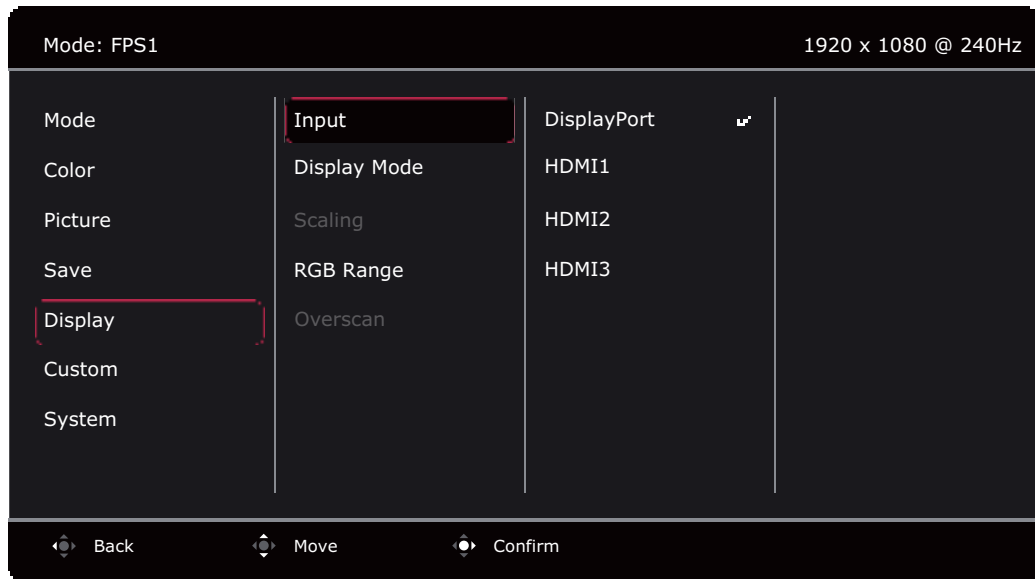 Mode: FPS1
1920 x 1080 @ 240Hz
Mode
Color
Picture
Save
Display
Custom
System
Input
Display Mode
Scaling
RGB Range
Overscan
DisplayPort
HDMI1
HDMI2
HDMI3
Back
Move
Confirm